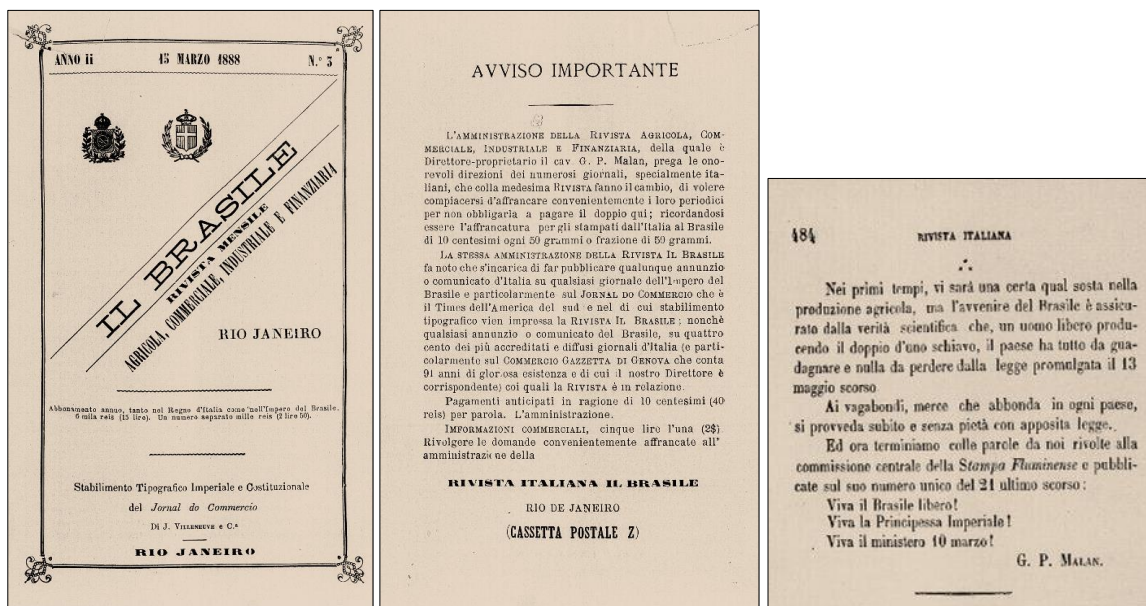 ANNO ii 15 MARZO 1888 N.º 3
IL BRASILE
RIVISTA MENSILE
AGRICOLA, COMMERCIALE, INDUSTRIALE E FINANZIARIA
RIO JANEIRO
Abbonamento annuo, tanto nel Regno d'Italia come nell'Impero del Brasile.
6 mila reis (15 lire). Un numero separato mille reis (2 lire 50).
Stabilimento Tipografico Imperiale e Costituzionale
del Jornal do Commercio
Di J. VILLENEUVE e C.ª
RIO JANEIRO
AVVISO IMPORTANTE
L'AMMINISTRAZIONE DELLA RIVISTA AGRICOLA, COM-
MERCIALE, INDUSTRIALE E FINANZIARIA, della quale è
Direttore-proprietario il cav G. P. Malan, prega le ono-
revoli direzioni dei numerosi giornali, specialmente ita-
liani, che colla medesima RIVISTA fanno il cambio, di volere
compiacersi d'affrancare convenientemente i loro periodici
per non obbligarla a pagare il doppio qui; ricordandosi
essere l'affrancatura per gli stampati dall'Italia al Brasile
di 10 centesimi ogni 50 grammi o frazione di 50 grammi.
LA STESSA AMMINISTRAZIONE DELLA RIVISTA IL BRASILE
fa noto che s'incarica di far pubblicare qualunque annunzio
o comunicato d'Italia su qualsiasi giornale dell'Impero del
Brasile e particolarmente sul JORNAL DO COMMERCIO che è
il Times dell'America del sud e nel di cui stabilimento
tipografico vien impressa la RIVISTA IL BRASILE; nonchè
qualsiasi annunzio o comunicato del Brasile, su quattro
cento dei più accreditati e diffusi giornali d'Italia (e parti-
colarmente sul COMMERCIO GAZZETTA DI GENOVA che conta
91 anni di gloriosa esistenza e di cui il nostro Direttore è
corrispondente) coi quali la RIVISTA è in relazione.
Pagamenti anticipati in ragione di 10 centesimi (40
reis) per parola. L'amministrazione.
IMFORMAZIONI COMMERCIALI, cinque lire l'una (2$).
Rivolgere le domande convenientemente affrancate all'
amministrazione della
RIVISTA ITALIANA IL BRASILE
RIO DE JANEIRO
(CASSETTA POSTALE Z)
484 RIVISTA ITALIANA
Nei primi tempi, vi sará una certa qual sosta nella
produzione agricola, ma l'avvenire del Brasile è assicu-
rato dalla verità scientifica che, un uomo libero produ-
cendo il doppio d'uno schiavo, il paese ha tutto da gua-
dagnare e nulla da perdere dalla legge promulgata il 13
maggio scorso
Ai vagabondi, merce che abbonda in ogni paese,
si provveda subito e senza pietà con apposita legge.
Ed ora terminiamo colle parole da noi rivolte alla
commissione centrale della Stampa Fluminense e pubbli-
cate sul suo numero unico del 21 ultimo scorso:
Viva il Brasile libero!
Viva la Principessa Imperiale!
Viva il ministero 10 marzo!
G. P. MALAN.